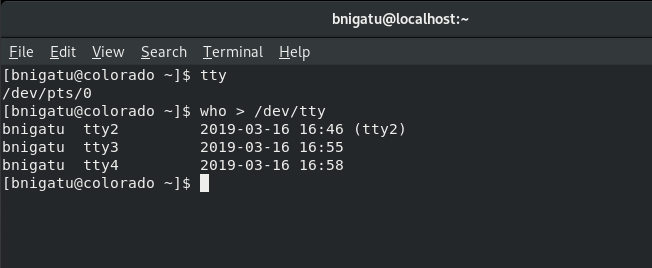 bnigatu@localhost:~
File Edit View Search Terminal Help
[bnigatu@colorado ~]$ tty
/dev/pts/0
[bnigatu@colorado ~]$ who > /dev/tty
bnigatu  tty2         2019-03-16 16:46 (tty2)
bnigatu  tty3         2019-03-16 16:55
bnigatu  tty4         2019-03-16 16:58
[bnigatu@colorado ~]$